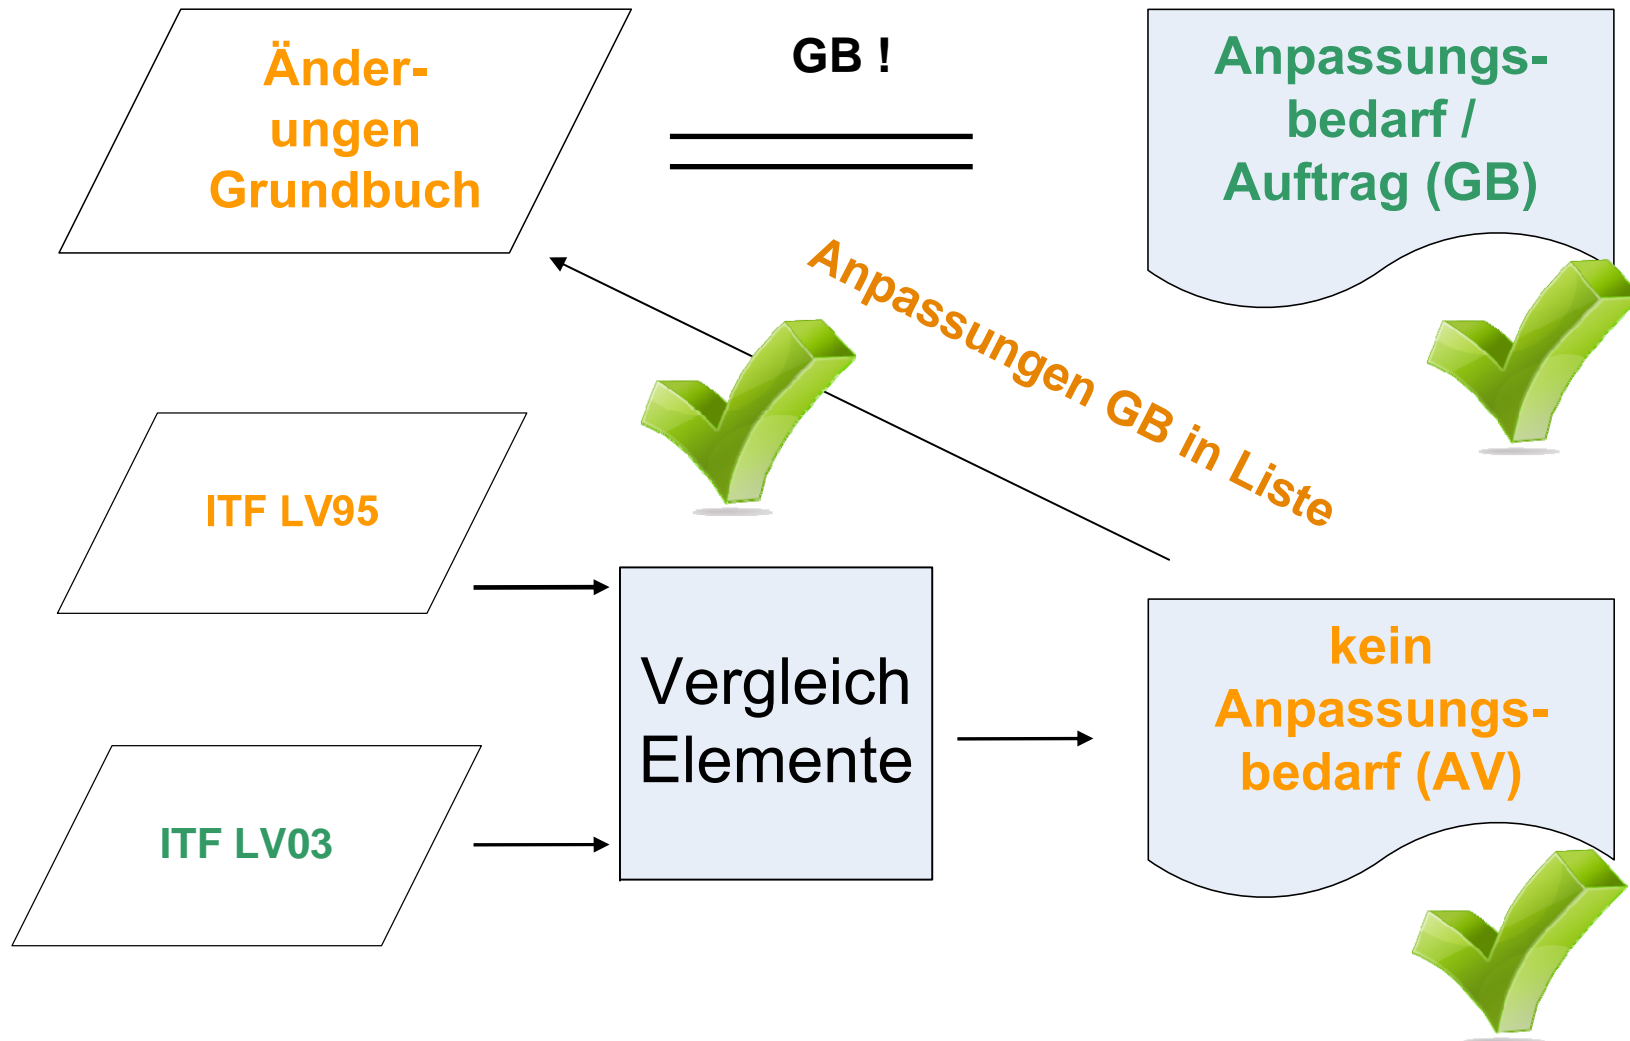 Änder-
ungen
Grundbuch
GB !
Anpassungs-
bedarf /
Auftrag (GB)
Anpassungen GB in Liste
ITF LV95
Vergleich
Elemente
kein
Anpassungs-
bedarf (AV)
ITF LV03